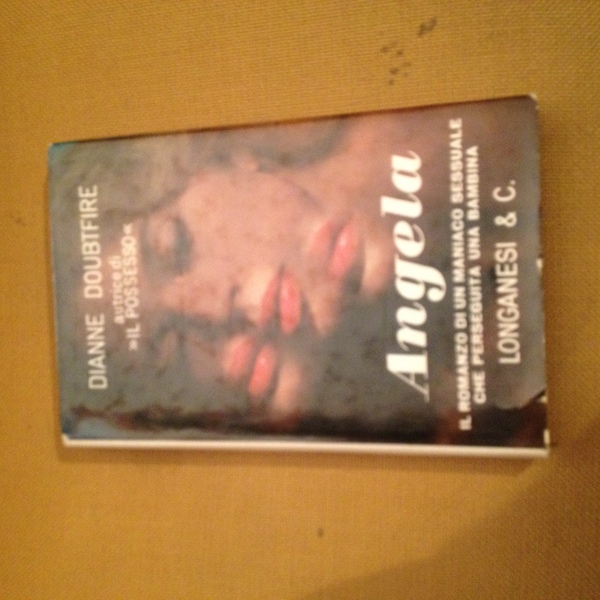 DIANNE DOUBTFIRE
autrice di
»IL POSSESSO«
Angela
IL ROMANZO DI UN MANIACO SESSUALE
CHE PERSEGUITA UNA BAMBINA
LONGANESI & C.